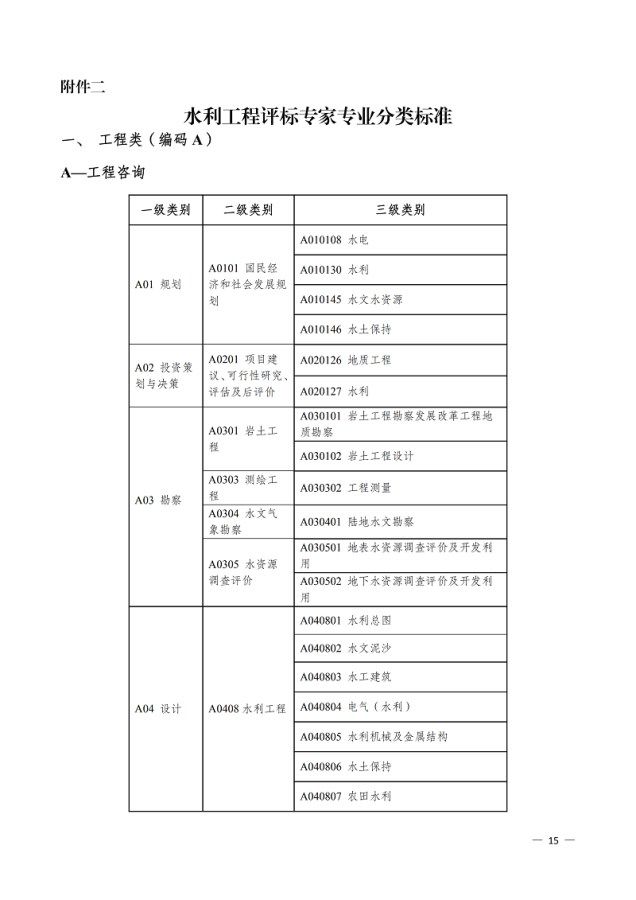 附件二
水利工程评标专家专业分类标准
一、 工程类（编码 A）
A—工程咨询
一级类别 二级类别 三级类别
A01 规划
A0101 国民经
济和社会发展规
划
A010108 水电
A010130 水利
A010145 水文水资源
A010146 水土保持
A02 投资策
划与决策
A0201 项目建
议、可行性研究、
评估及后评价
A020126 地质工程
A020127 水利
A03 勘察
A0301 岩土工
程
A030101 岩土工程勘察发展改革工程地
质勘察
A030102 岩土工程设计
A0303 测绘工
程
A030302 工程测量
A0304 水文气
象勘察
A030401 陆地水文勘察
A0305 水资源
调查评价
A030501 地表水资源调查评价及开发利
用
A030502 地下水资源调查评价及开发利
用
A04 设计
A0408 水利工程
A040801 水利总图
A040802 水文泥沙
A040803 水工建筑
A040804 电气（水利）
A040805 水利机械及金属结构
A040806 水土保持
A040807 农田水利
— 15 —